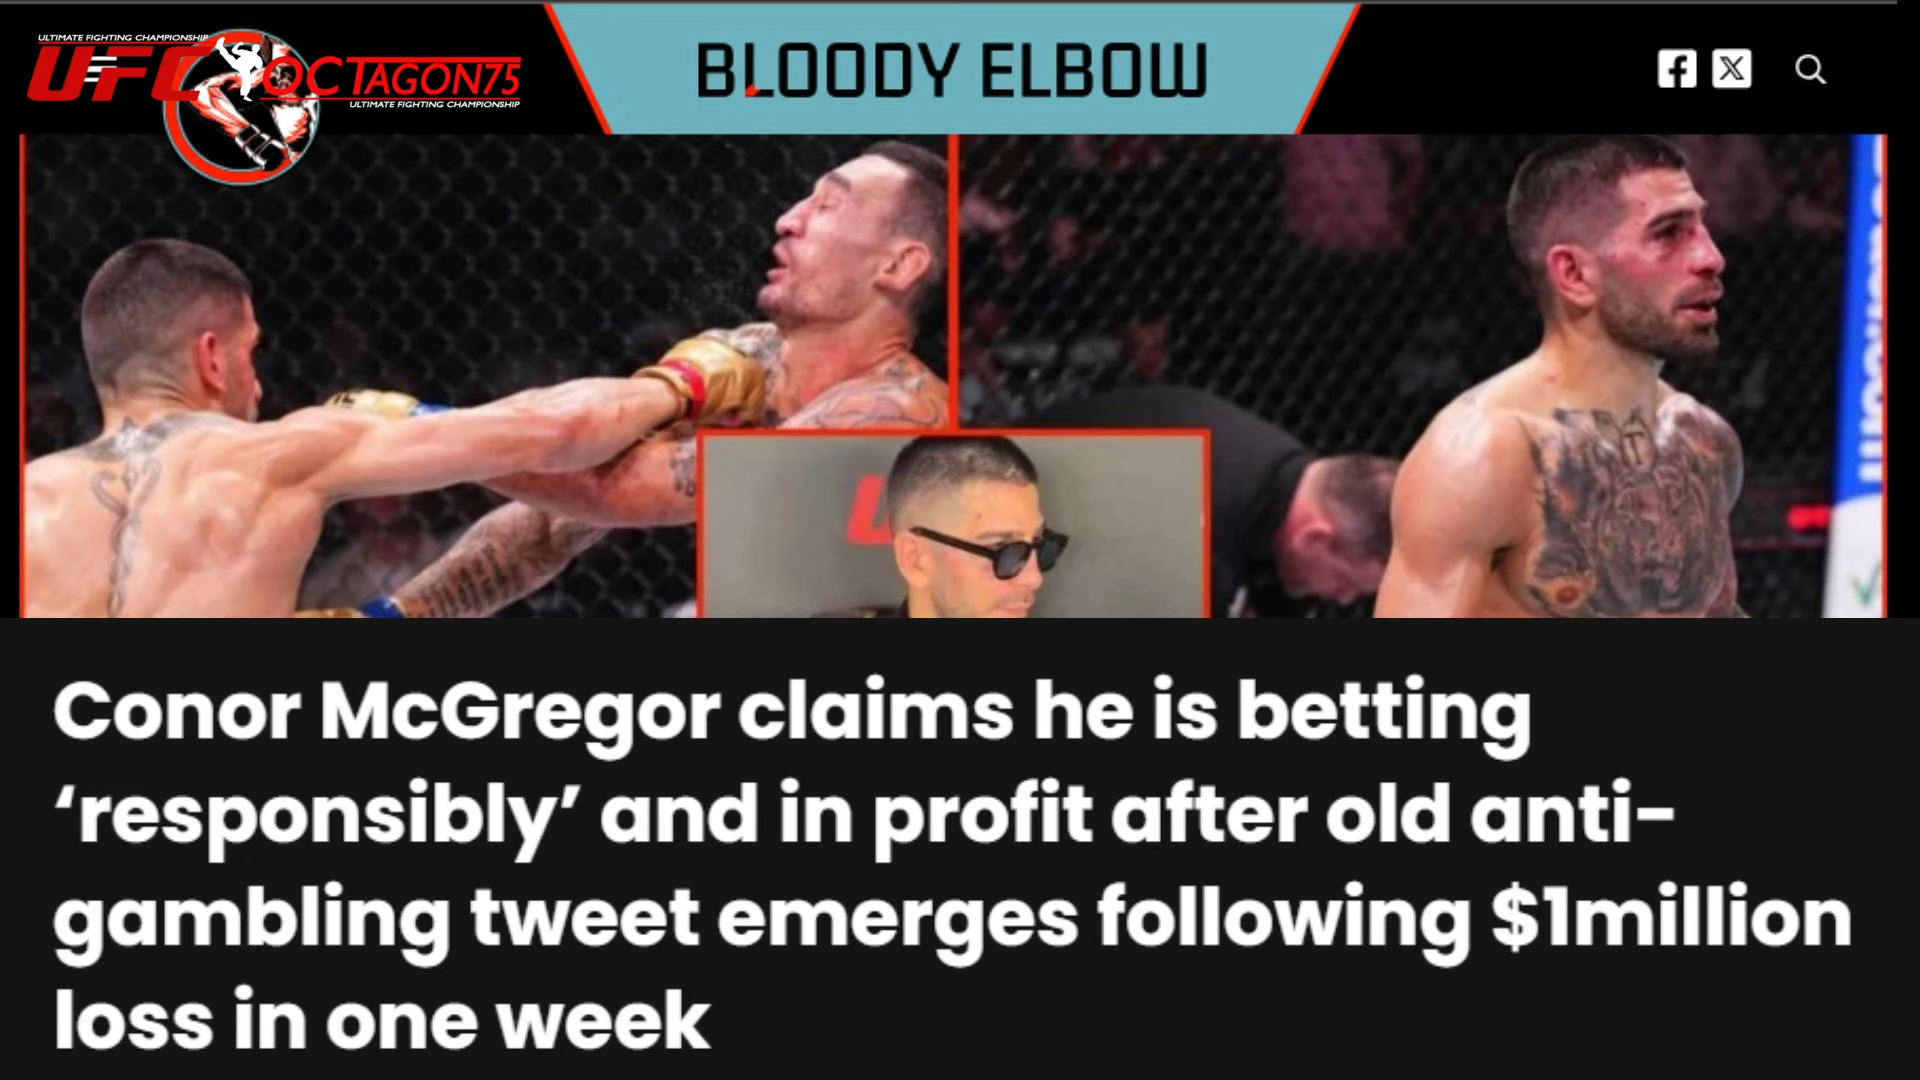 ULTIMATE FIGHTING CHAMPIONSHIP
UFC OCTAGON75
ULTIMATE FIGHTING CHAMPIONSHIP
BLOODY ELBOW
Conor McGregor claims he is betting
‘responsibly’ and in profit after old anti-
gambling tweet emerges following $1million
loss in one week